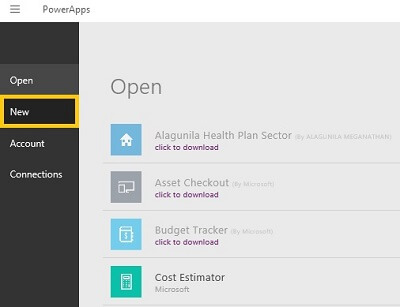 PowerApps
Open
New
Account
Connections
Open
Alagunila Health Plan Sector (By ALAGUNILA MEGANATHAN)
click to download
Asset Checkout (By Microsoft)
click to download
Budget Tracker (By Microsoft)
click to download
Cost Estimator
Microsoft